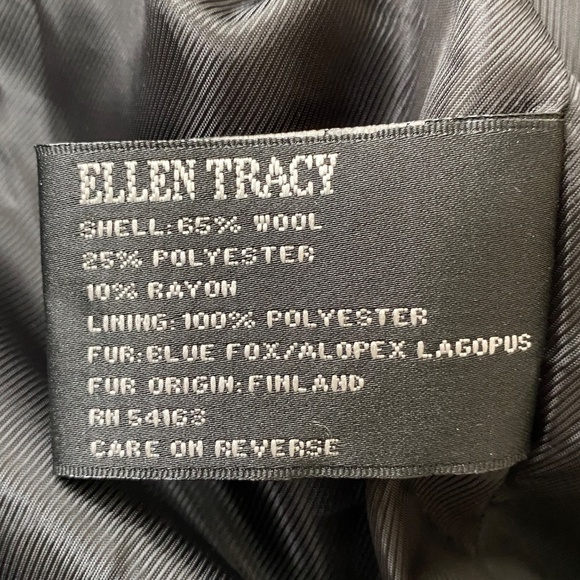 ELLEN TRACY
SHELL: 65% WOOL
25% POLYESTER
10% RAYON
LINING: 100% POLYESTER
FUR: BLUE FOX/ALOPEX LAGOPUS
FUR ORIGIN: FINLAND
RN 54163
CARE ON REVERSE